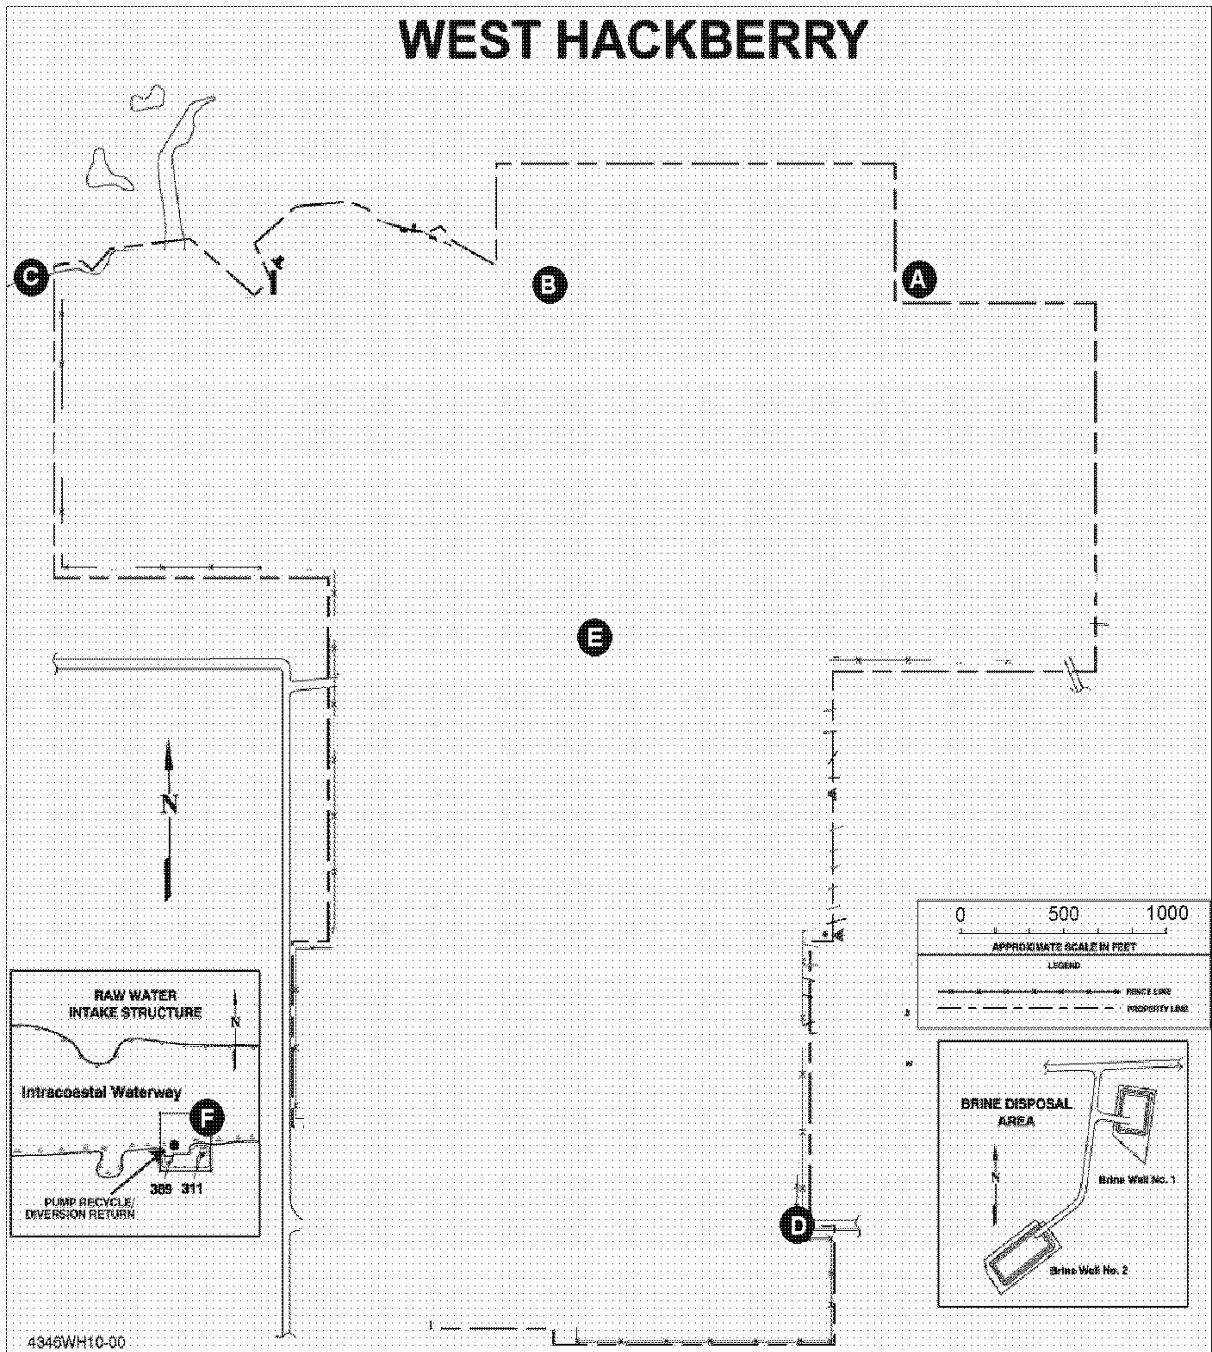 WEST HACKBERRY
C
B
A
E
N
0 500 1000
APPROXIMATE SCALE IN FEET
LEGEND
FENCE LINE
PROPERTY LINE
RAW WATER
INTAKE STRUCTURE
N
Intracoastal Waterway
F
389 311
PUMP RECYCLE/
DIVERSION RETURN
BRINE DISPOSAL
AREA
N
Brine Well No. 1
Brine Well No. 2
D
4346WH10-00